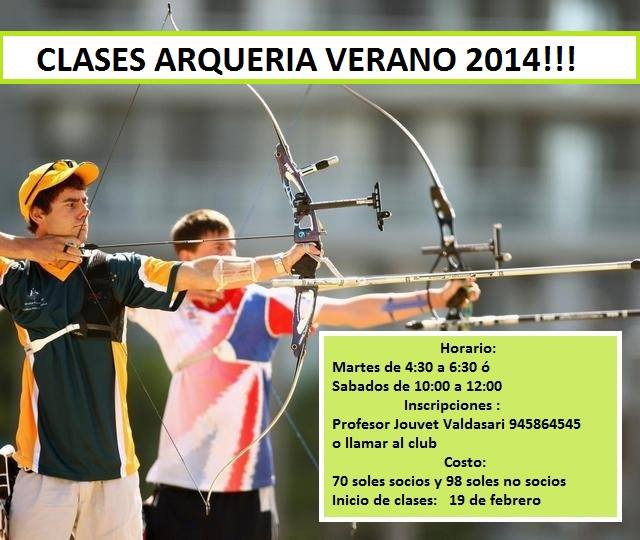 CLASES ARQUERIA VERANO 2014!!!
Horario:
Martes de 4:30 a 6:30 ó
Sabados de 10:00 a 12:00
Inscripciones :
Profesor Jouvet Valdasari 945864545
o llamar al club
Costo:
70 soles socios y 98 soles no socios
Inicio de clases: 19 de febrero